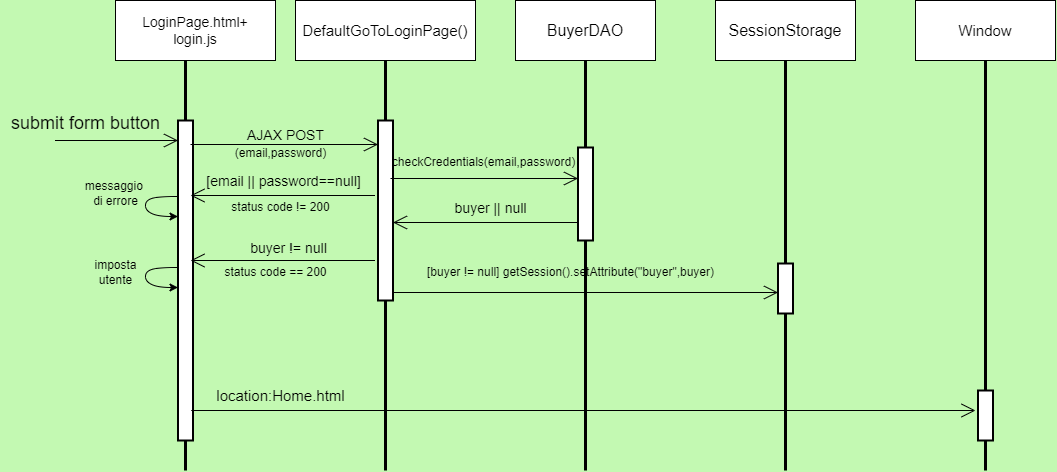 LoginPage.html+
login.js
DefaultGoToLoginPage()
BuyerDAO
SessionStorage
Window
submit form button
AJAX POST
(email,password)
checkCredentials(email,password)
[email || password==null]
messaggio
di errore
status code != 200
buyer || null
buyer != null
imposta
utente
status code == 200
[buyer != null] getSession().setAttribute("buyer",buyer)
location:Home.html